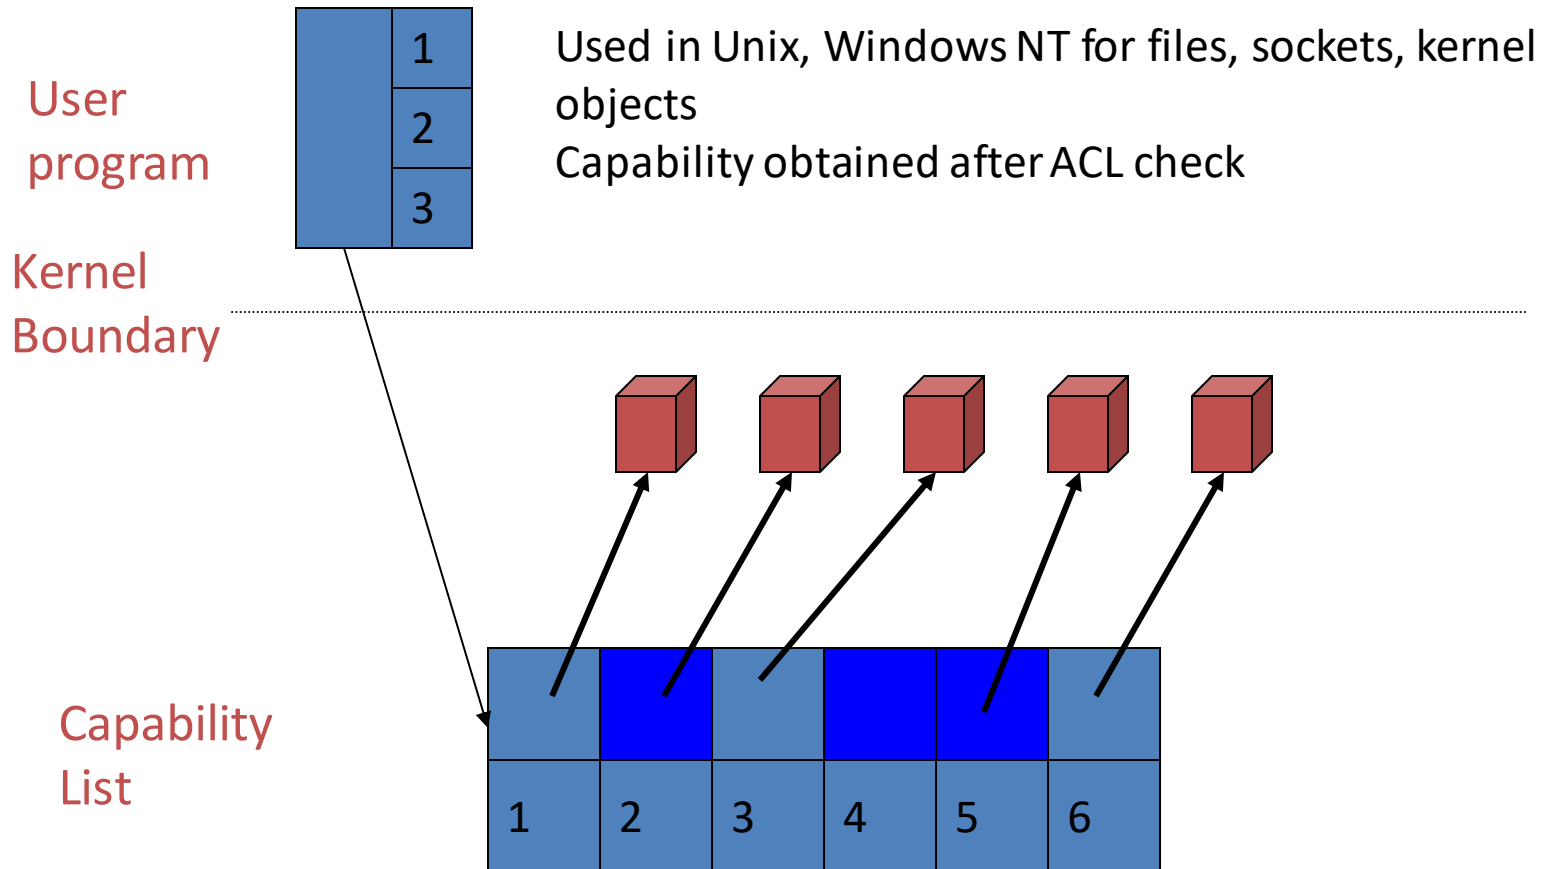 1
2
3
User
program
Used in Unix, Windows NT for files, sockets, kernel
objects
Capability obtained after ACL check
Kernel
Boundary
Capability
List
1 2 3 4 5 6